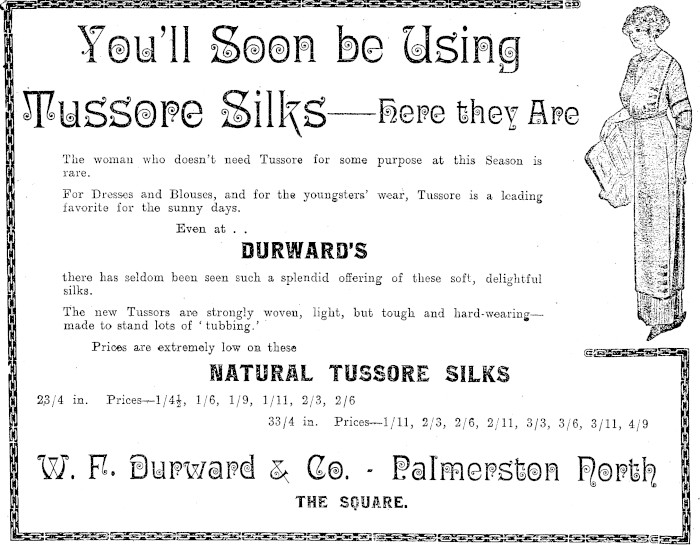 You'll Soon be Using
Tussore Silks—Here they Are
The woman who doesn't need Tussore for some purpose at this Season is
rare.
For Dresses and Blouses, and for the youngsters' wear, Tussore is a leading
favorite for the sunny days.
Even at . .
DURWARD'S
there has seldom been seen such a splendid offering of these soft, delightful
silks.
The new Tussors are strongly woven, light, but tough and hard-wearing—
made to stand lots of 'tubbing.'
Prices are extremely low on these
NATURAL TUSSORE SILKS
23/4 in. Prices—1/4½, 1/6, 1/9, 1/11, 2/3, 2/6
33/4 in. Prices—1/11, 2/3, 2/6, 2/11, 3/3, 3/6, 3/11, 4/9
W. F. Durward & Co. - Palmerston North
THE SQUARE.